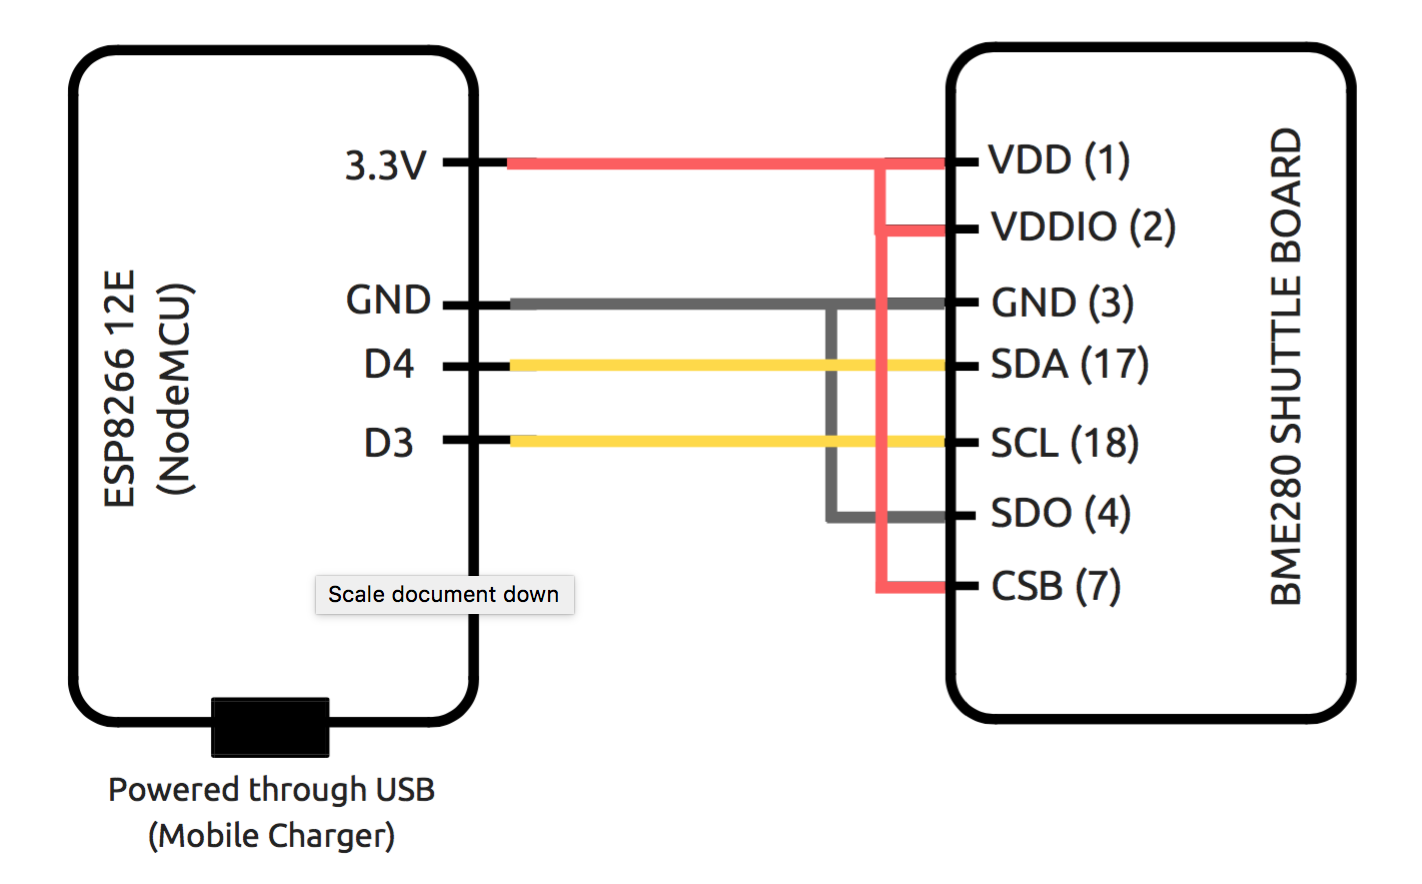 ESP8266 12E
(NodeMCU)
3.3V
GND
D4
D3
VDD (1)
VDDIO (2)
GND (3)
SDA (17)
SCL (18)
SDO (4)
CSB (7)
BME280 SHUTTLE BOARD
Scale document down
Powered through USB
(Mobile Charger)